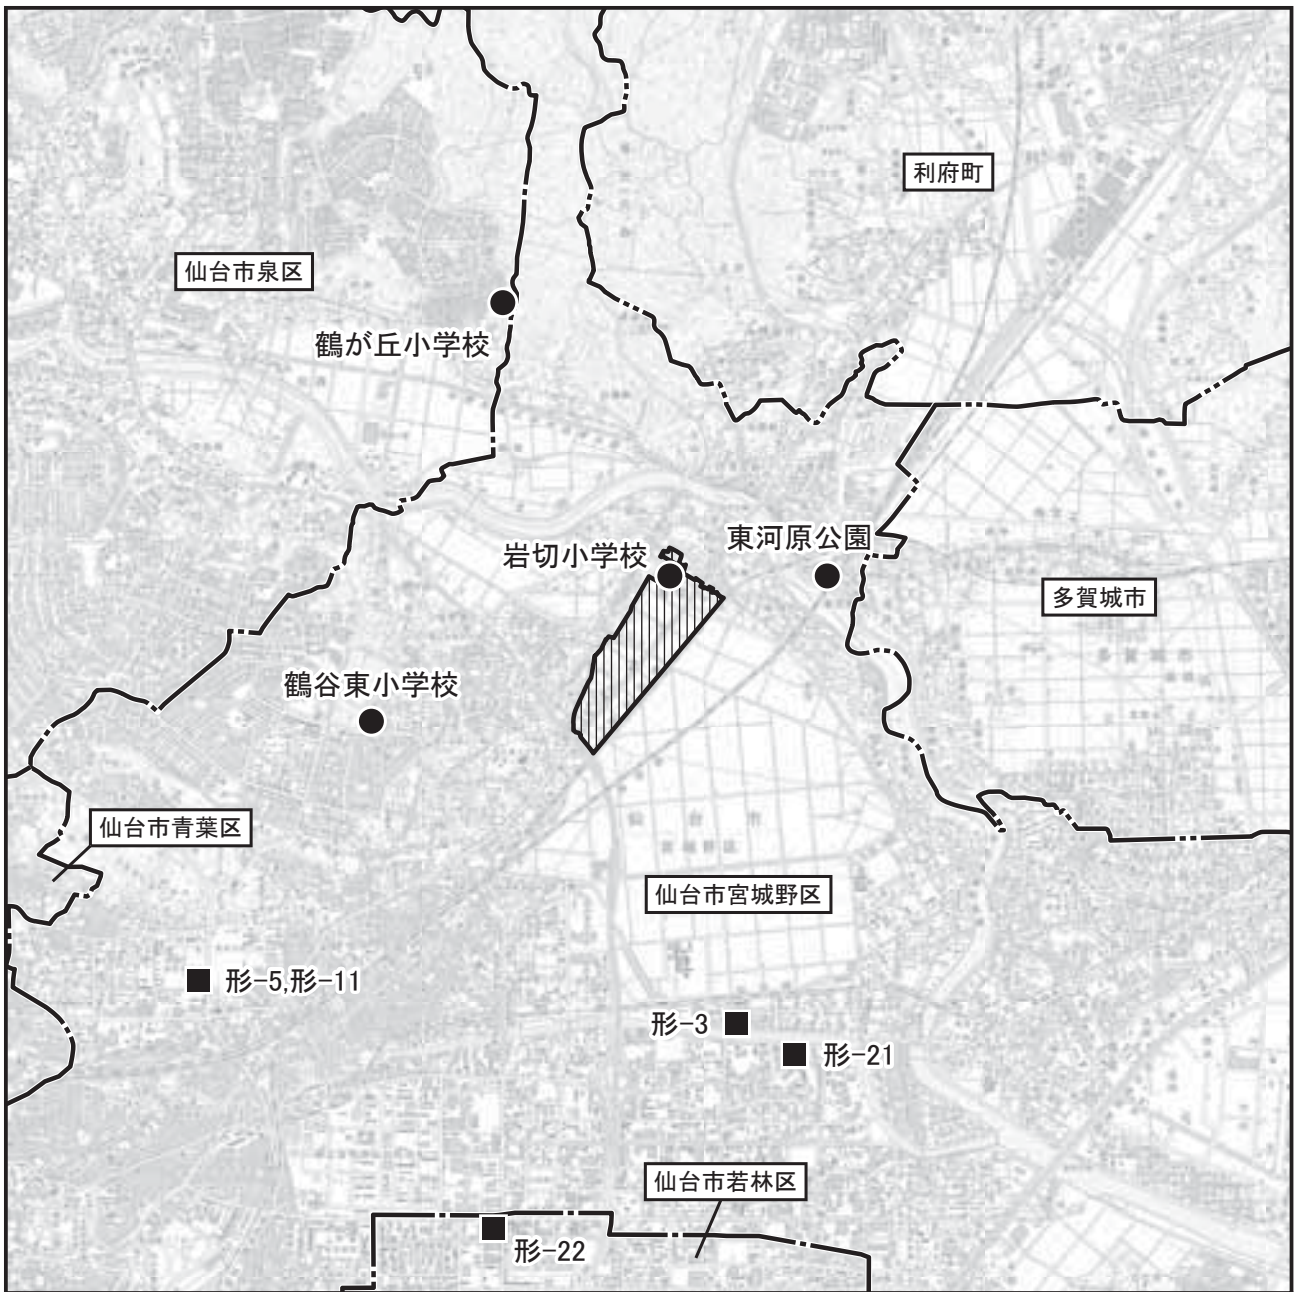 利府町
仙台市泉区
鶴が丘小学校
岩切小学校
東河原公園
多賀城市
鶴谷東小学校
仙台市青葉区
仙台市宮城野区
形-5,形-11
形-3
形-21
仙台市若林区
形-22